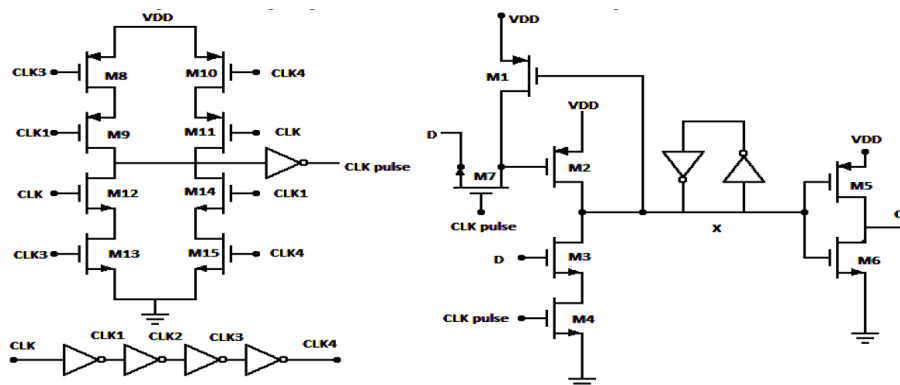 VDD
CLK3
M8
M10
CLK4
CLK1
M9
M11
CLK
CLK pulse
CLK
M12
M14
CLK1
CLK3
M13
M15
CLK4
CLK
CLK1
CLK2
CLK3
CLK4
VDD
M1
D
M7
CLK pulse
VDD
M2
D
M3
CLK pulse
M4
X
VDD
M5
M6